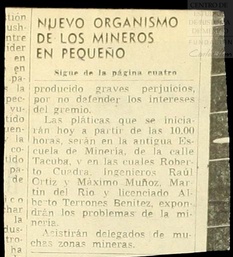 NUEVO ORGANISMO
DE LOS MINEROS
EN PEQUEÑO
Sigue de la página cuatro
producido graves perjuicios,
por no defender los intereses
del gremio.
Las pláticas que se inicia-
rán hoy a partir de las 10.00
horas, serán en la antigua Es
cuela de Minería, de la calle
Tacuba, y en las cuales Rober-
to Cuadra, ingenieros Raúl
Ortiz y Máximo Muñoz, Mar-
tín del Río y licenciado Al-
berto Terrones Benítez, expon-
drán los problemas de la mi-
nería.
Asistirán delegados de mu-
chas zonas mineras.